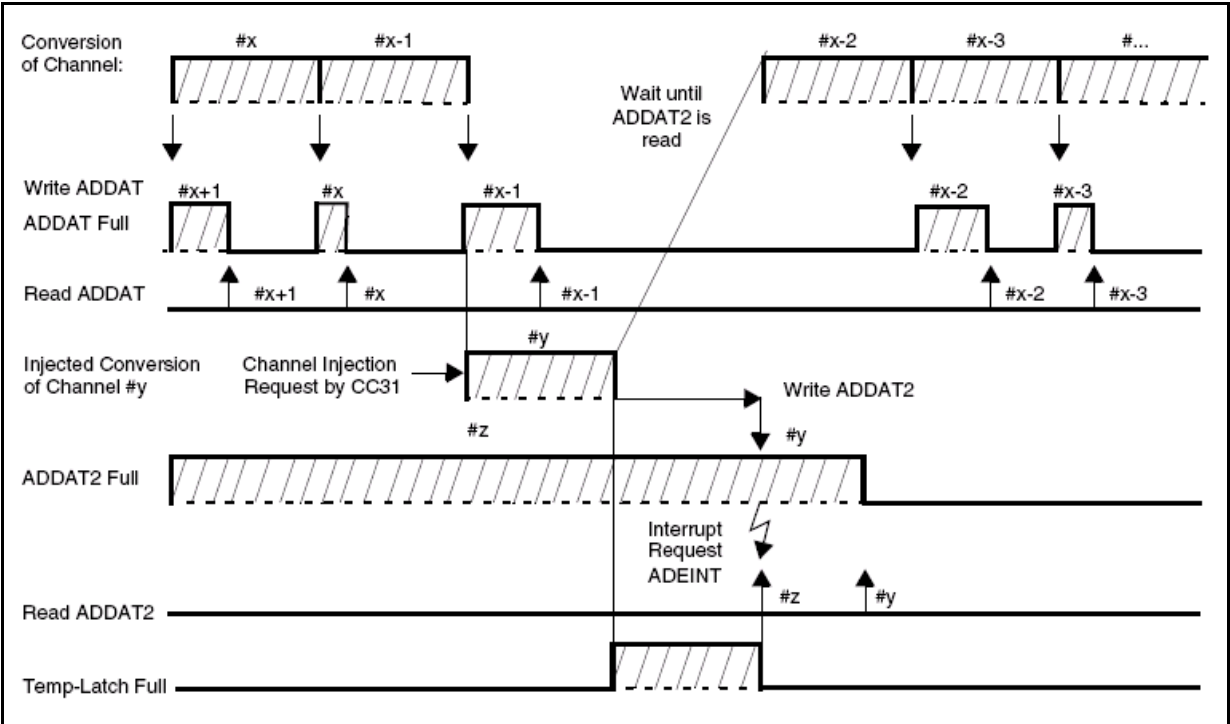 Conversion
of Channel:
#x
#x-1
#x-2
#x-3
#...
Wait until
ADDAT2 is
read
Write ADDAT
ADDAT Full
#x+1
#x
#x-1
#x-2
#x-3
Read ADDAT
#x+1
#x
#x-1
#x-2
#x-3
Injected Conversion
of Channel #y
Channel Injection
Request by CC31
#y
Write ADDAT2
#z
#y
ADDAT2 Full
Interrupt
Request
ADEINT
Read ADDAT2
#z
#y
Temp-Latch Full